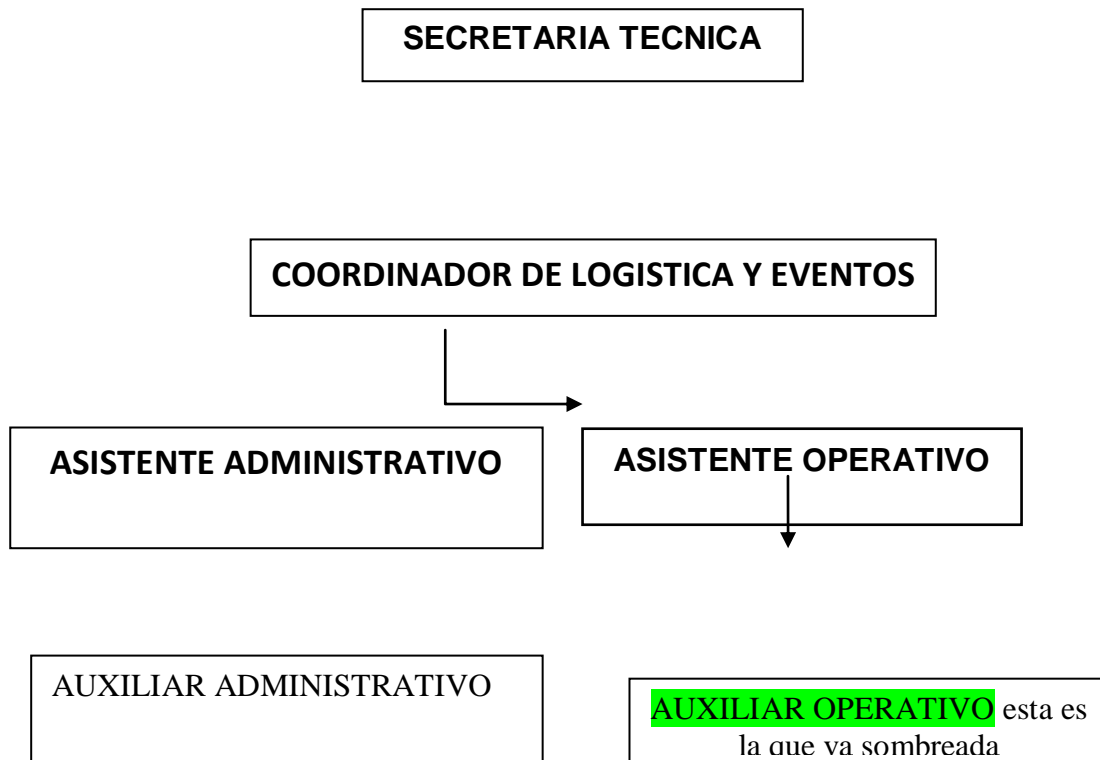 SECRETARIA TECNICA
COORDINADOR DE LOGISTICA Y EVENTOS
ASISTENTE ADMINISTRATIVO
ASISTENTE OPERATIVO
AUXILIAR ADMINISTRATIVO
AUXILIAR OPERATIVO esta es
la que va sombreada